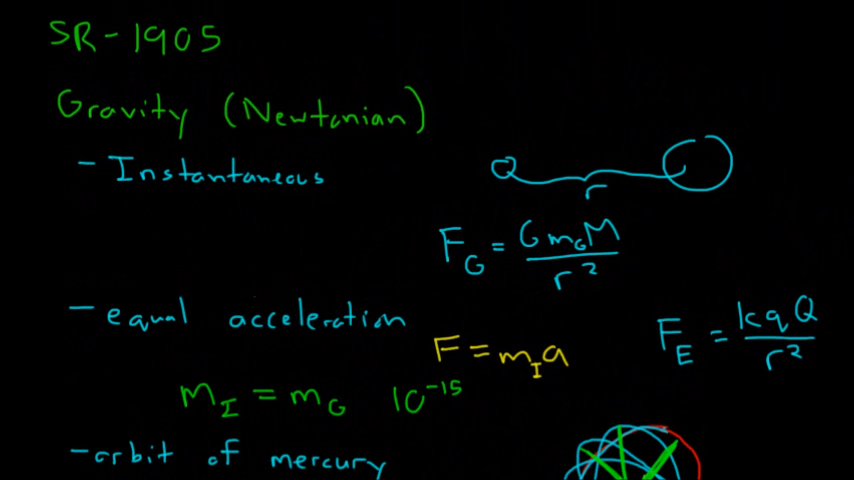 SR-1905
Gravity (Newtonian)
- Instantaneous
r
F_G = G m_G M / r²
- equal acceleration
F = m_I a
F_E = k q Q / r²
m_I = m_G 10⁻¹⁵
- orbit of mercury